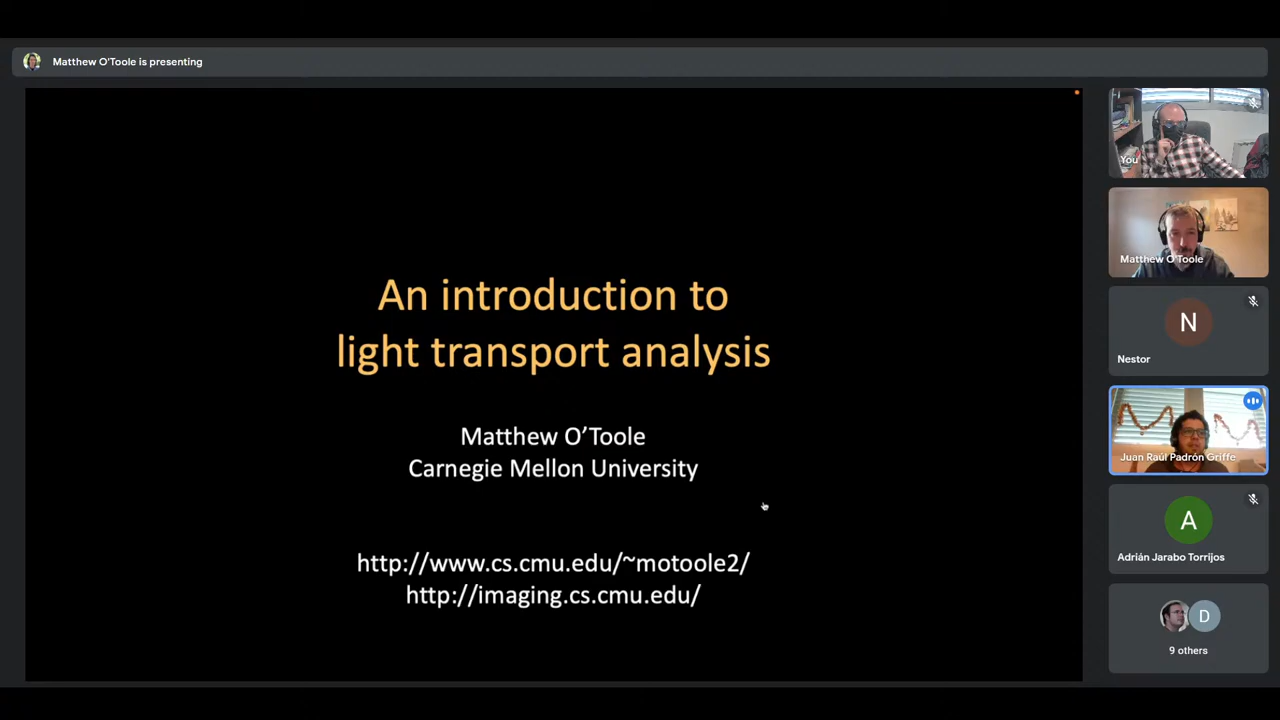 Matthew O'Toole is presenting
An introduction to
light transport analysis
Matthew O’Toole
Carnegie Mellon University
http://www.cs.cmu.edu/~motoole2/
http://imaging.cs.cmu.edu/
You
Matthew O'Toole
N
Nestor
Juan Raúl Padrón Griffe
A
Adrián Jarabo Torrijos
D
9 others